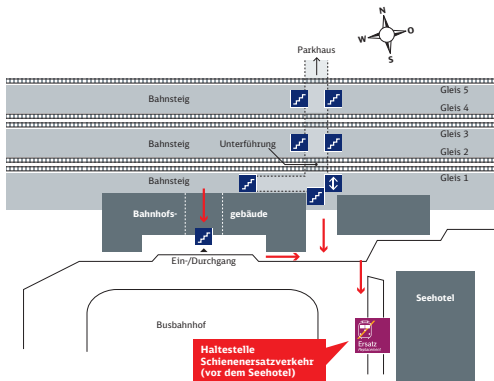 N
W
O
S
Parkhaus
Gleis 5
Bahnsteig
Gleis 4
Gleis 3
Bahnsteig
Unterführung
Gleis 2
Bahnsteig
Gleis 1
Bahnhofs-
gebäude
Ein-/Durchgang
Seehotel
Busbahnhof
Ersatz
Replacement
Haltestelle
Schienenersatzverkehr
(vor dem Seehotel)